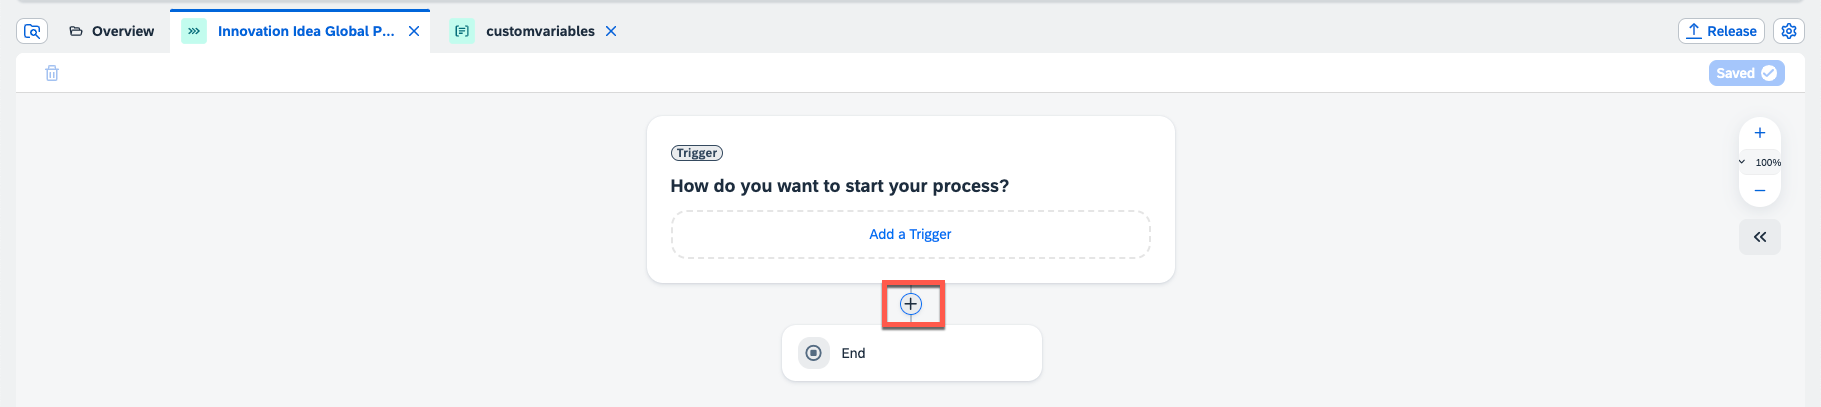 Overview
Innovation Idea Global P...
customvariables
Release
Saved
Trigger
How do you want to start your process?
Add a Trigger
100%
End